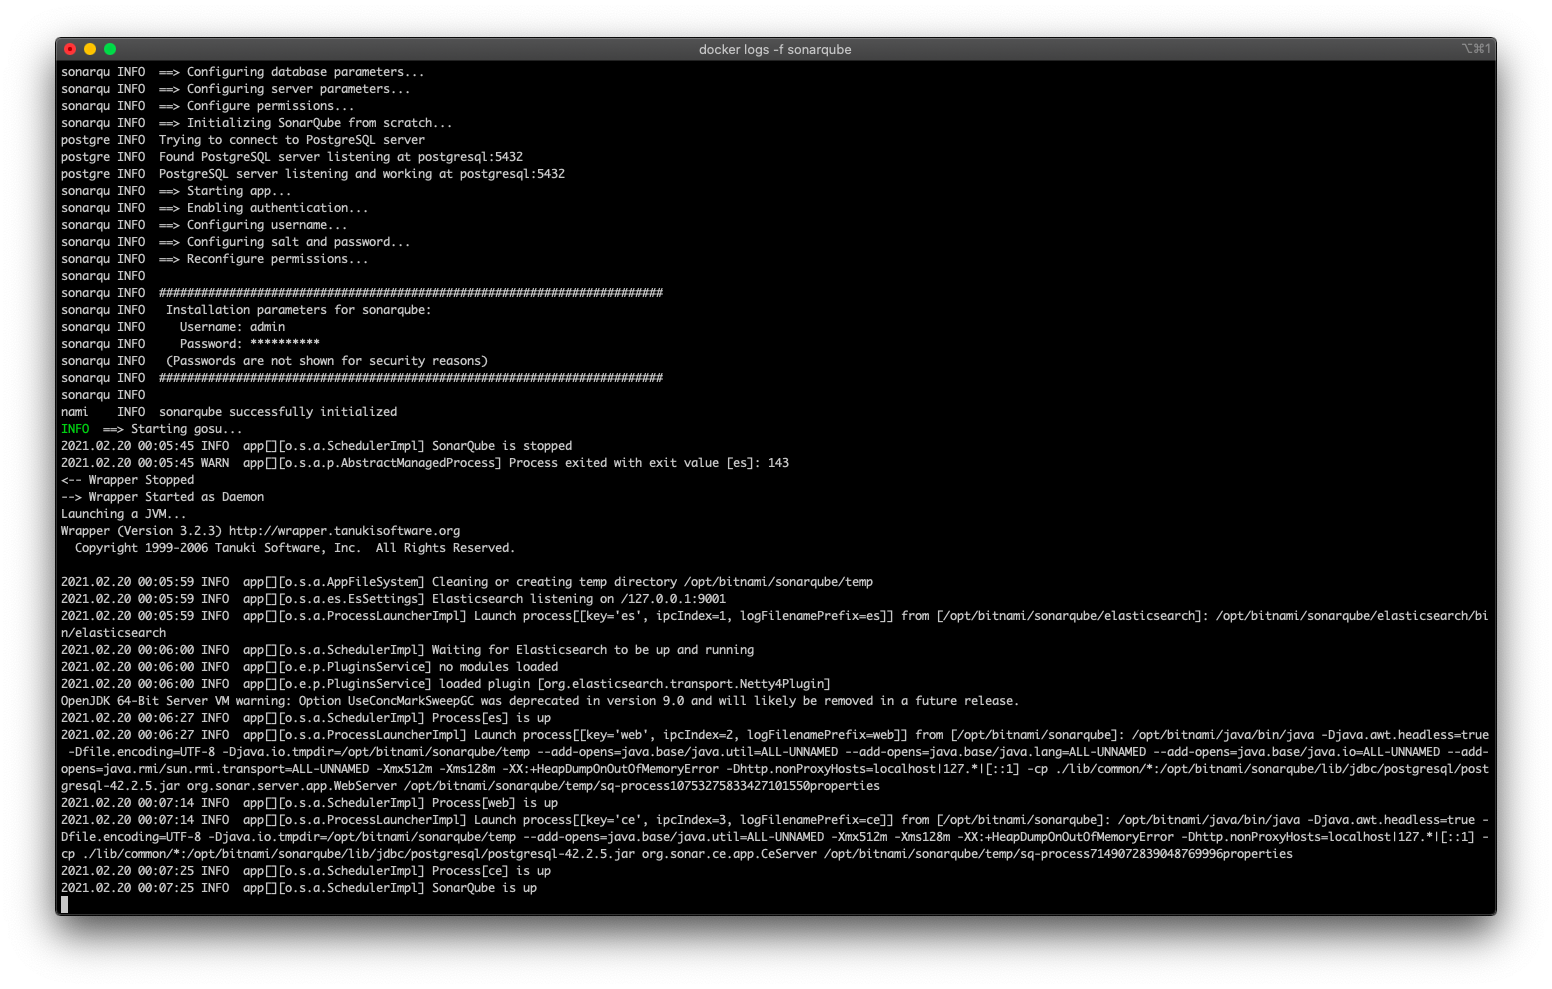 docker logs -f sonarqube
⌥⌘1
sonarqu INFO  ==> Configuring database parameters...
sonarqu INFO  ==> Configuring server parameters...
sonarqu INFO  ==> Configure permissions...
sonarqu INFO  ==> Initializing SonarQube from scratch...
postgre INFO  Trying to connect to PostgreSQL server
postgre INFO  Found PostgreSQL server listening at postgresql:5432
postgre INFO  PostgreSQL server listening and working at postgresql:5432
sonarqu INFO  ==> Starting app...
sonarqu INFO  ==> Enabling authentication...
sonarqu INFO  ==> Configuring username...
sonarqu INFO  ==> Configuring salt and password...
sonarqu INFO  ==> Reconfigure permissions...
sonarqu INFO
sonarqu INFO  ########################################################################
sonarqu INFO   Installation parameters for sonarqube:
sonarqu INFO     Username: admin
sonarqu INFO     Password: **********
sonarqu INFO   (Passwords are not shown for security reasons)
sonarqu INFO  ########################################################################
sonarqu INFO
nami    INFO  sonarqube successfully initialized
INFO  ==> Starting gosu...
2021.02.20 00:05:45 INFO  app[][o.s.a.SchedulerImpl] SonarQube is stopped
2021.02.20 00:05:45 WARN  app[][o.s.a.p.AbstractManagedProcess] Process exited with exit value [es]: 143
<-- Wrapper Stopped
--> Wrapper Started as Daemon
Launching a JVM...
Wrapper (Version 3.2.3) http://wrapper.tanukisoftware.org
  Copyright 1999-2006 Tanuki Software, Inc.  All Rights Reserved.
2021.02.20 00:05:59 INFO  app[][o.s.a.AppFileSystem] Cleaning or creating temp directory /opt/bitnami/sonarqube/temp
2021.02.20 00:05:59 INFO  app[][o.s.a.es.EsSettings] Elasticsearch listening on /127.0.0.1:9001
2021.02.20 00:05:59 INFO  app[][o.s.a.ProcessLauncherImpl] Launch process[[key='es', ipcIndex=1, logFilenamePrefix=es]] from [/opt/bitnami/sonarqube/elasticsearch]: /opt/bitnami/sonarqube/elasticsearch/bi
n/elasticsearch
2021.02.20 00:06:00 INFO  app[][o.s.a.SchedulerImpl] Waiting for Elasticsearch to be up and running
2021.02.20 00:06:00 INFO  app[][o.e.p.PluginsService] no modules loaded
2021.02.20 00:06:00 INFO  app[][o.e.p.PluginsService] loaded plugin [org.elasticsearch.transport.Netty4Plugin]
OpenJDK 64-Bit Server VM warning: Option UseConcMarkSweepGC was deprecated in version 9.0 and will likely be removed in a future release.
2021.02.20 00:06:27 INFO  app[][o.s.a.SchedulerImpl] Process[es] is up
2021.02.20 00:06:27 INFO  app[][o.s.a.ProcessLauncherImpl] Launch process[[key='web', ipcIndex=2, logFilenamePrefix=web]] from [/opt/bitnami/sonarqube]: /opt/bitnami/java/bin/java -Djava.awt.headless=true
 -Dfile.encoding=UTF-8 -Djava.io.tmpdir=/opt/bitnami/sonarqube/temp --add-opens=java.base/java.util=ALL-UNNAMED --add-opens=java.base/java.lang=ALL-UNNAMED --add-opens=java.base/java.io=ALL-UNNAMED --add-
opens=java.rmi/sun.rmi.transport=ALL-UNNAMED -Xmx512m -Xms128m -XX:+HeapDumpOnOutOfMemoryError -Dhttp.nonProxyHosts=localhost|127.*|[::1] -cp ./lib/common/*:/opt/bitnami/sonarqube/lib/jdbc/postgresql/post
gresql-42.2.5.jar org.sonar.server.app.WebServer /opt/bitnami/sonarqube/temp/sq-process10753275833427101550properties
2021.02.20 00:07:14 INFO  app[][o.s.a.SchedulerImpl] Process[web] is up
2021.02.20 00:07:14 INFO  app[][o.s.a.ProcessLauncherImpl] Launch process[[key='ce', ipcIndex=3, logFilenamePrefix=ce]] from [/opt/bitnami/sonarqube]: /opt/bitnami/java/bin/java -Djava.awt.headless=true -
Dfile.encoding=UTF-8 -Djava.io.tmpdir=/opt/bitnami/sonarqube/temp --add-opens=java.base/java.util=ALL-UNNAMED -Xmx512m -Xms128m -XX:+HeapDumpOnOutOfMemoryError -Dhttp.nonProxyHosts=localhost|127.*|[::1] -
cp ./lib/common/*:/opt/bitnami/sonarqube/lib/jdbc/postgresql/postgresql-42.2.5.jar org.sonar.ce.app.CeServer /opt/bitnami/sonarqube/temp/sq-process7149072839048769996properties
2021.02.20 00:07:25 INFO  app[][o.s.a.SchedulerImpl] Process[ce] is up
2021.02.20 00:07:25 INFO  app[][o.s.a.SchedulerImpl] SonarQube is up